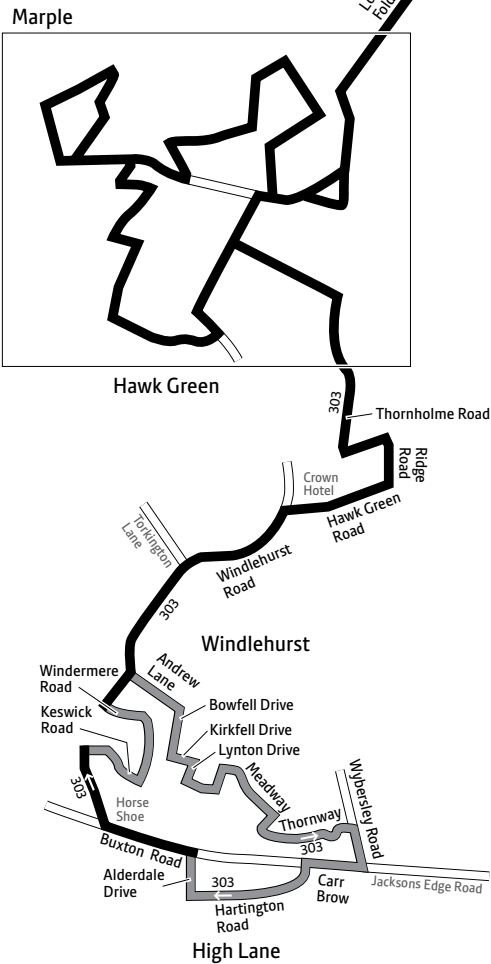 Marple
Fold
Hawk Green
303
Thornholme Road
Ridge
Road
Crown
Hotel
Hawk Green
Road
Torkington
Lane
Windlehurst
Road
303
Windlehurst
Andrew
Lane
Windermere
Road
Keswick
Road
Bowfell Drive
Kirkfell Drive
Lynton Drive
Meadway
Thornway
303
Wybersley Road
303
Horse
Shoe
Buxton Road
Alderdale
Drive
303
Hartington
Road
Carr
Brow
Jacksons Edge Road
High Lane